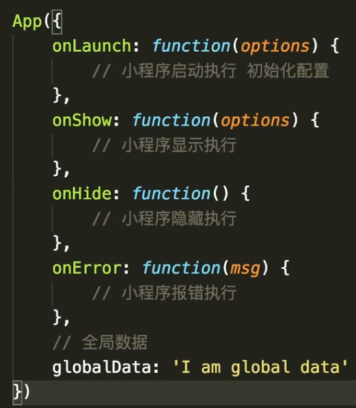 App({
    onLaunch: function(options) {
        // 小程序启动执行 初始化配置
    },
    onShow: function(options) {
        // 小程序显示执行
    },
    onHide: function() {
        // 小程序隐藏执行
    },
    onError: function(msg) {
        // 小程序报错执行
    },
    // 全局数据
    globalData: 'I am global data'
})